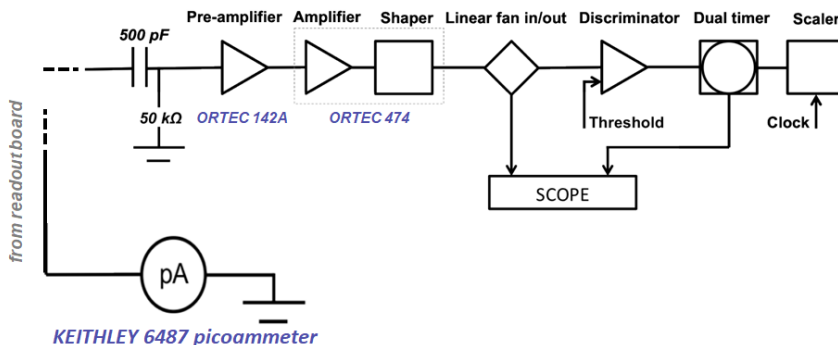 Pre-amplifier Amplifier Shaper Linear fan in/out Discriminator Dual timer Scaler
500 pF
50 kΩ
ORTEC 142A ORTEC 474
Threshold Clock
SCOPE
from readout board
pA
KEITHLEY 6487 picoammeter